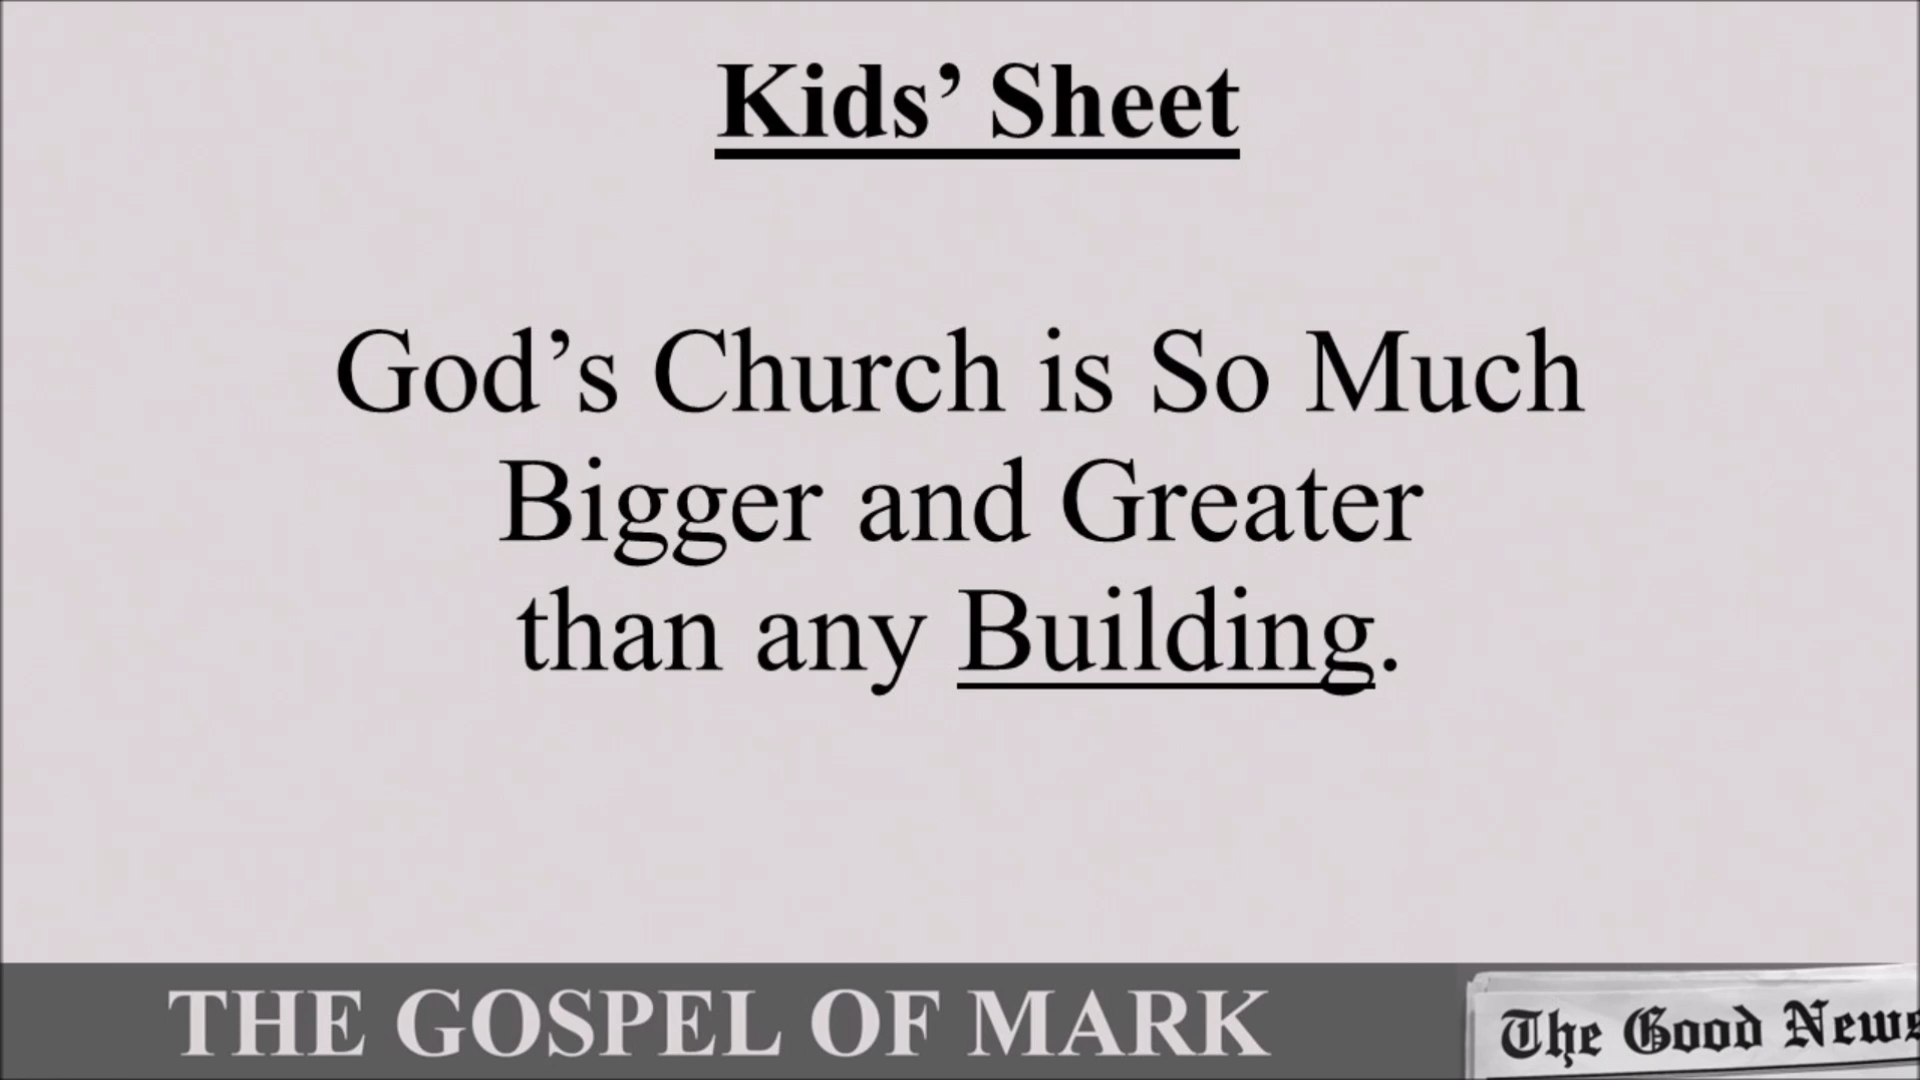 Kids’ Sheet
God’s Church is So Much
Bigger and Greater
than any Building.
THE GOSPEL OF MARK
The Good News